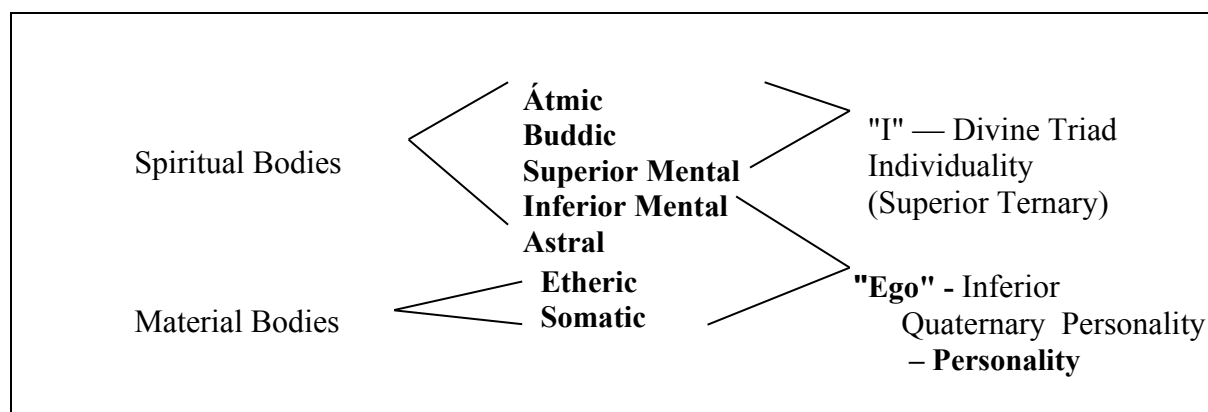 Spiritual Bodies
Material Bodies
Átmic
Buddic
Superior Mental
Inferior Mental
Astral
Etheric
Somatic
"I" — Divine Triad
Individuality
(Superior Ternary)
"Ego" - Inferior
Quaternary Personality
– Personality